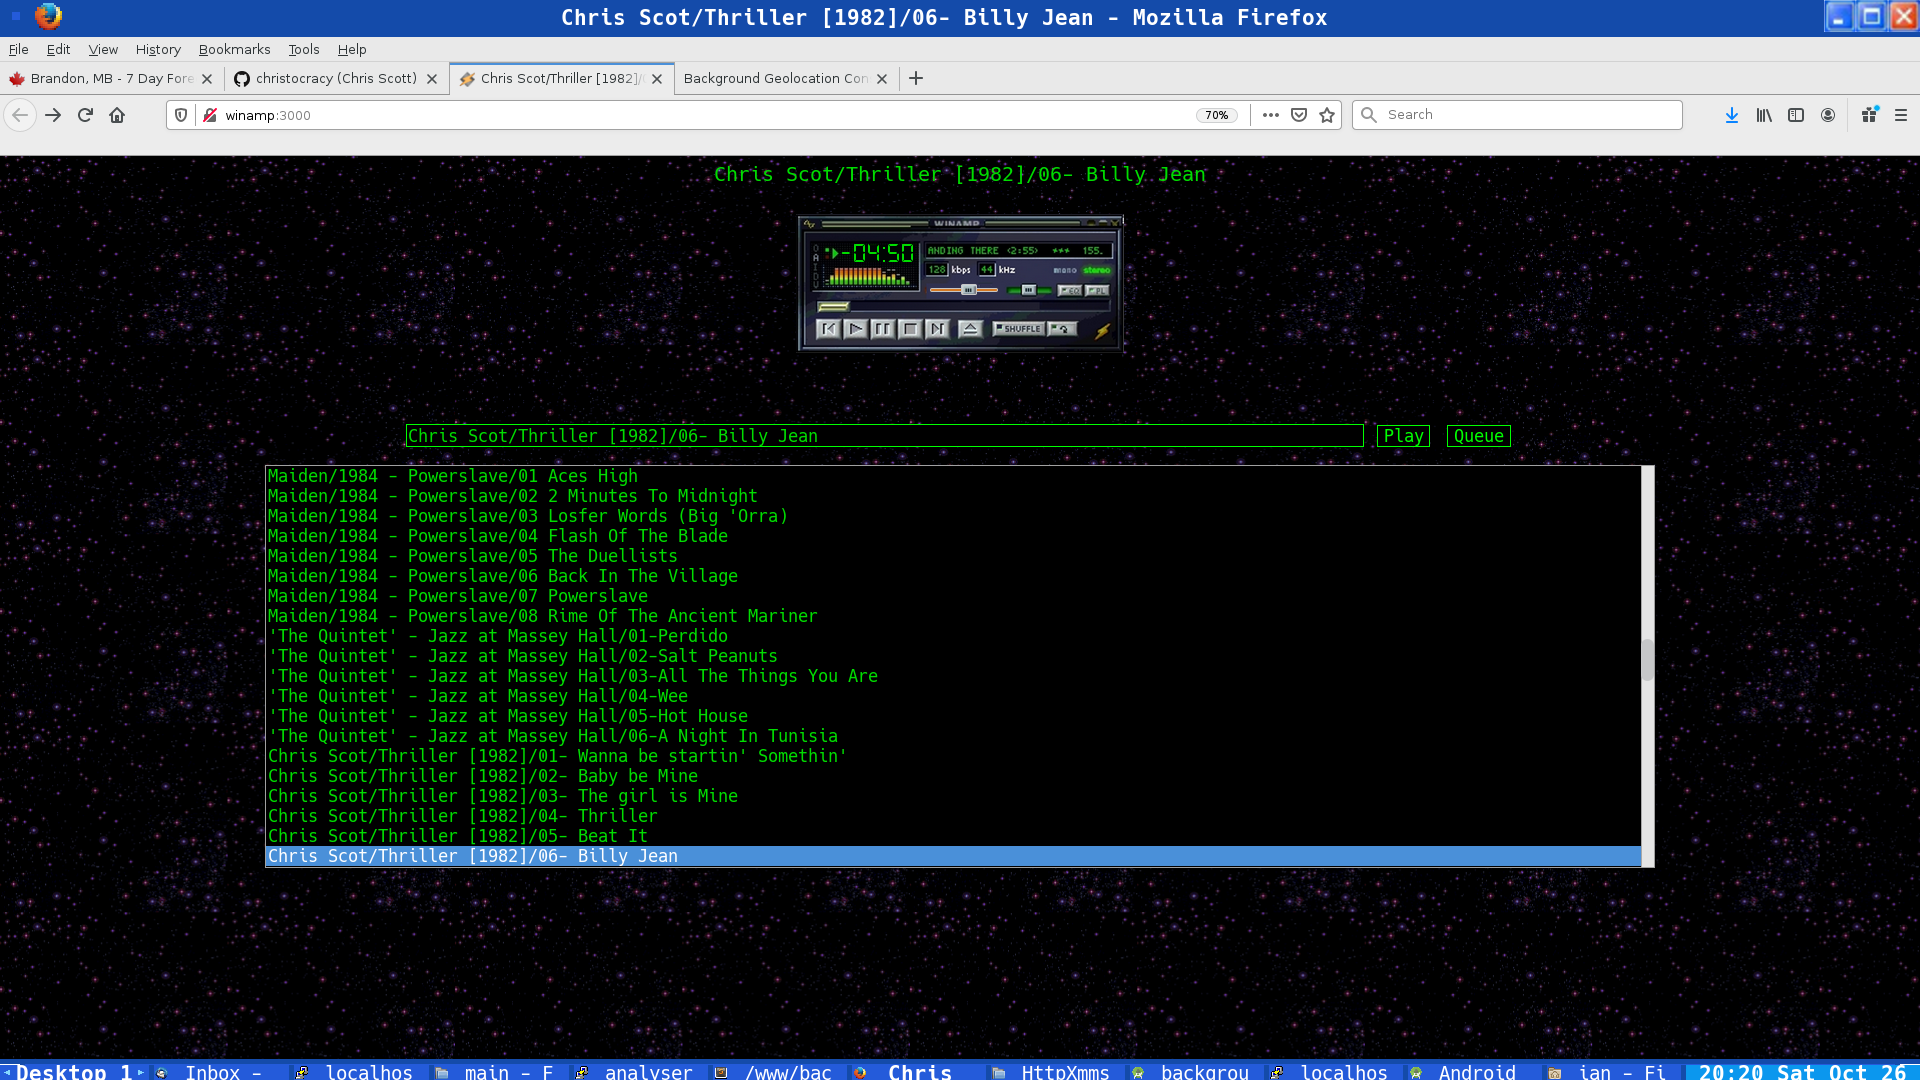 Chris Scot/Thriller [1982]/06- Billy Jean - Mozilla Firefox
File Edit View History Bookmarks Tools Help
Brandon, MB - 7 Day Fore
christocracy (Chris Scott)
Chris Scot/Thriller [1982]/
Background Geolocation Con
winamp:3000
70%
Search
Chris Scot/Thriller [1982]/06- Billy Jean
WINAMP
-04:50
ANDING THERE <2:55> *** 155.
128 kbps 44 kHz mono stereo
EQ PL
SHUFFLE
Chris Scot/Thriller [1982]/06- Billy Jean
Play
Queue
Maiden/1984 - Powerslave/01 Aces High
Maiden/1984 - Powerslave/02 2 Minutes To Midnight
Maiden/1984 - Powerslave/03 Losfer Words (Big 'Orra)
Maiden/1984 - Powerslave/04 Flash Of The Blade
Maiden/1984 - Powerslave/05 The Duellists
Maiden/1984 - Powerslave/06 Back In The Village
Maiden/1984 - Powerslave/07 Powerslave
Maiden/1984 - Powerslave/08 Rime Of The Ancient Mariner
'The Quintet' - Jazz at Massey Hall/01-Perdido
'The Quintet' - Jazz at Massey Hall/02-Salt Peanuts
'The Quintet' - Jazz at Massey Hall/03-All The Things You Are
'The Quintet' - Jazz at Massey Hall/04-Wee
'The Quintet' - Jazz at Massey Hall/05-Hot House
'The Quintet' - Jazz at Massey Hall/06-A Night In Tunisia
Chris Scot/Thriller [1982]/01- Wanna be startin' Somethin'
Chris Scot/Thriller [1982]/02- Baby be Mine
Chris Scot/Thriller [1982]/03- The girl is Mine
Chris Scot/Thriller [1982]/04- Thriller
Chris Scot/Thriller [1982]/05- Beat It
Chris Scot/Thriller [1982]/06- Billy Jean
Desktop 1 Inbox - localhos main - F analyser /www/bac Chris HttpXmms backgrou localhos Android ian - Fi 20:20 Sat Oct 26